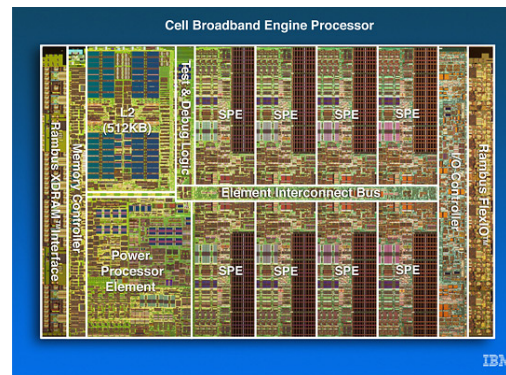 Cell Broadband Engine Processor
Rambus XDRAM™ Interface
Memory Controller
L2
(512KB)
Test & Debug Logic
SPE
SPE
SPE
SPE
Element Interconnect Bus
Power
Processor
Element
SPE
SPE
SPE
SPE
I/O Controller
Rambus FlexIO™
IBM